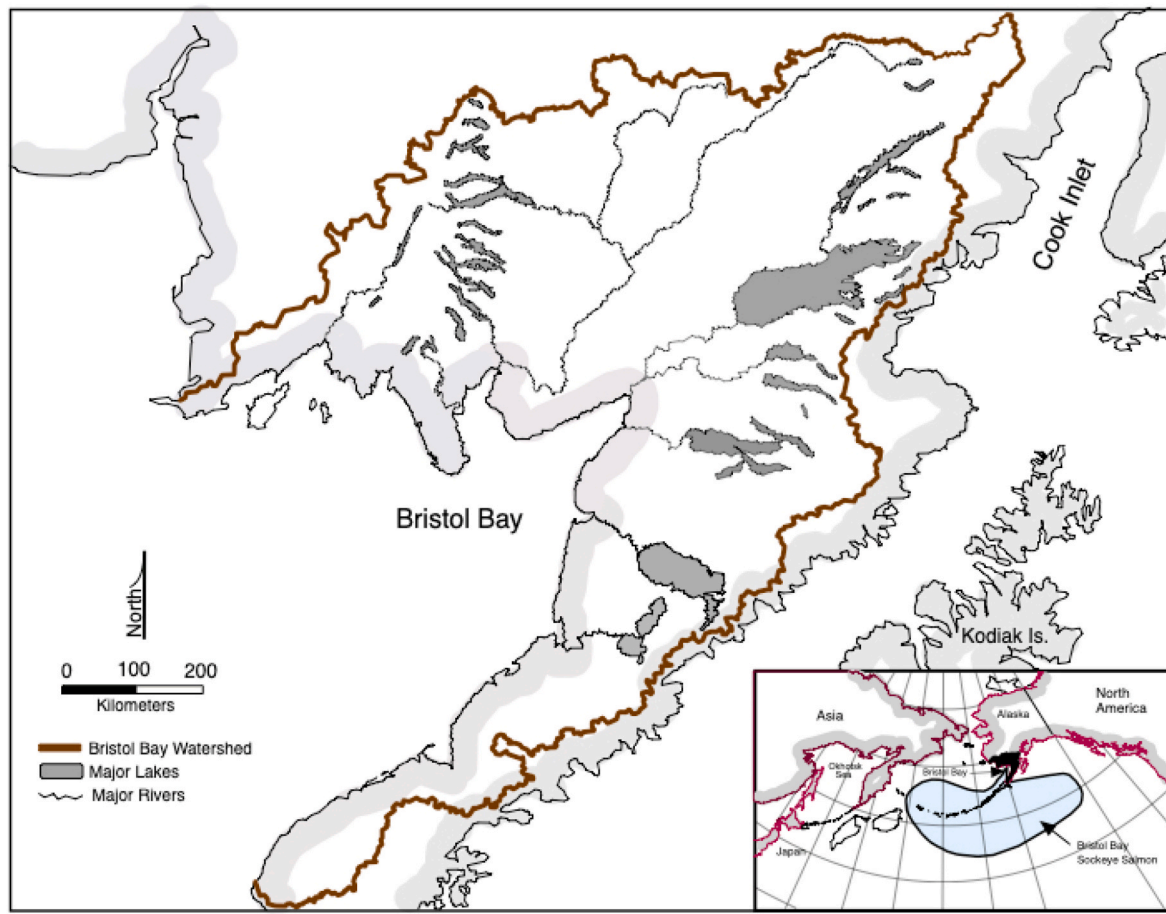 Cook Inlet
Bristol Bay
North
0 100 200
Kilometers
Bristol Bay Watershed
Major Lakes
Major Rivers
Kodiak Is.
Asia
Alaska
North
America
Okhotsk
Sea
Bristol Bay
Japan
Bristol Bay
Sockeye Salmon